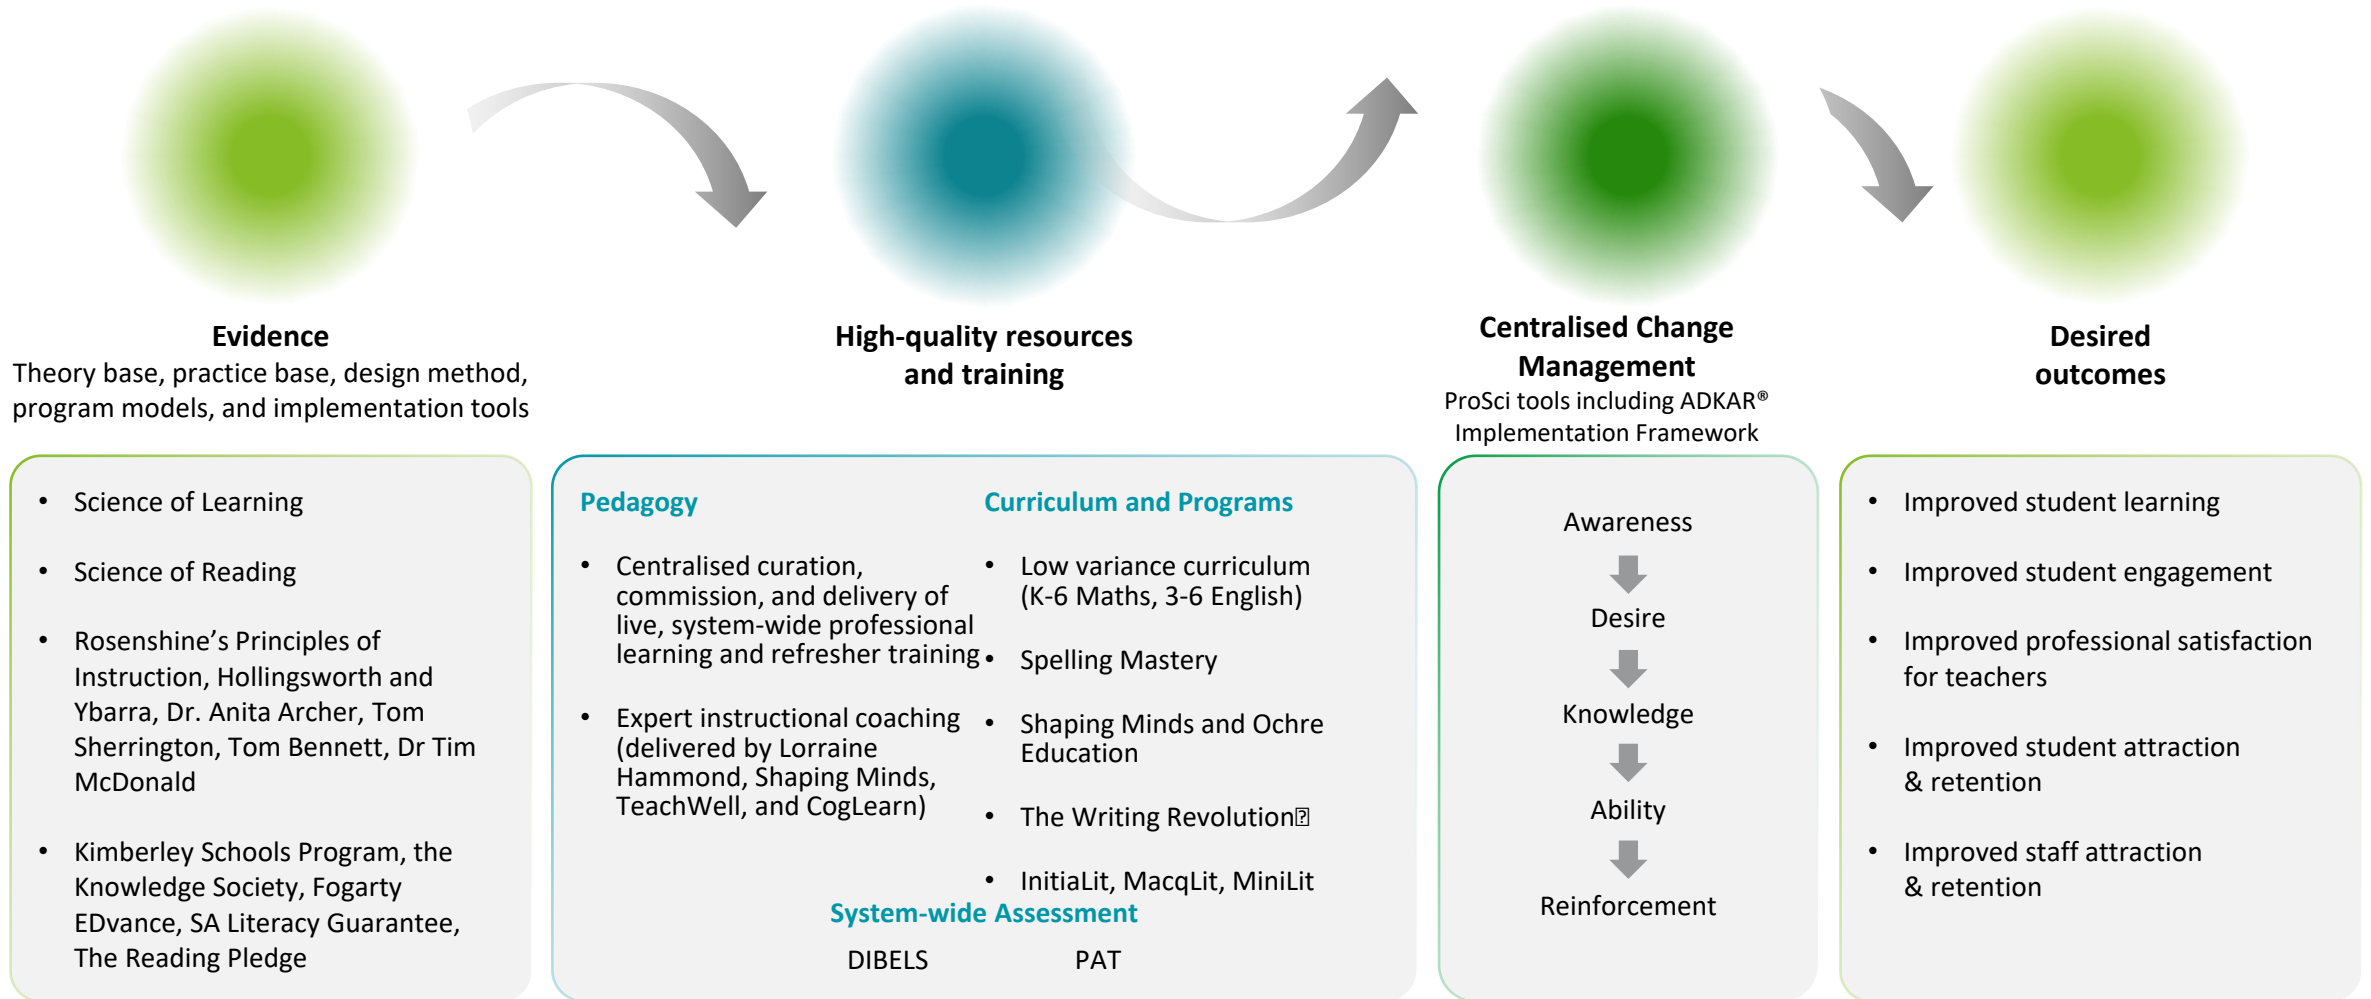 Evidence
Theory base, practice base, design method,
program models, and implementation tools
• Science of Learning
• Science of Reading
• Rosenshine’s Principles of
Instruction, Hollingsworth and
Ybarra, Dr. Anita Archer, Tom
Sherrington, Tom Bennett, Dr Tim
McDonald
• Kimberley Schools Program, the
Knowledge Society, Fogarty
EDvance, SA Literacy Guarantee,
The Reading Pledge
High-quality resources
and training
Pedagogy
• Centralised curation,
commission, and delivery of
live, system-wide professional
learning and refresher training
• Expert instructional coaching
(delivered by Lorraine
Hammond, Shaping Minds,
TeachWell, and CogLearn)
Curriculum and Programs
• Low variance curriculum
(K-6 Maths, 3-6 English)
• Spelling Mastery
• Shaping Minds and Ochre
Education
• The Writing Revolution⍰
• InitiaLit, MacqLit, MiniLit
System-wide Assessment
DIBELS PAT
Centralised Change
Management
ProSci tools including ADKAR®
Implementation Framework
Awareness
Desire
Knowledge
Ability
Reinforcement
Desired
outcomes
• Improved student learning
• Improved student engagement
• Improved professional satisfaction
for teachers
• Improved student attraction
& retention
• Improved staff attraction
& retention